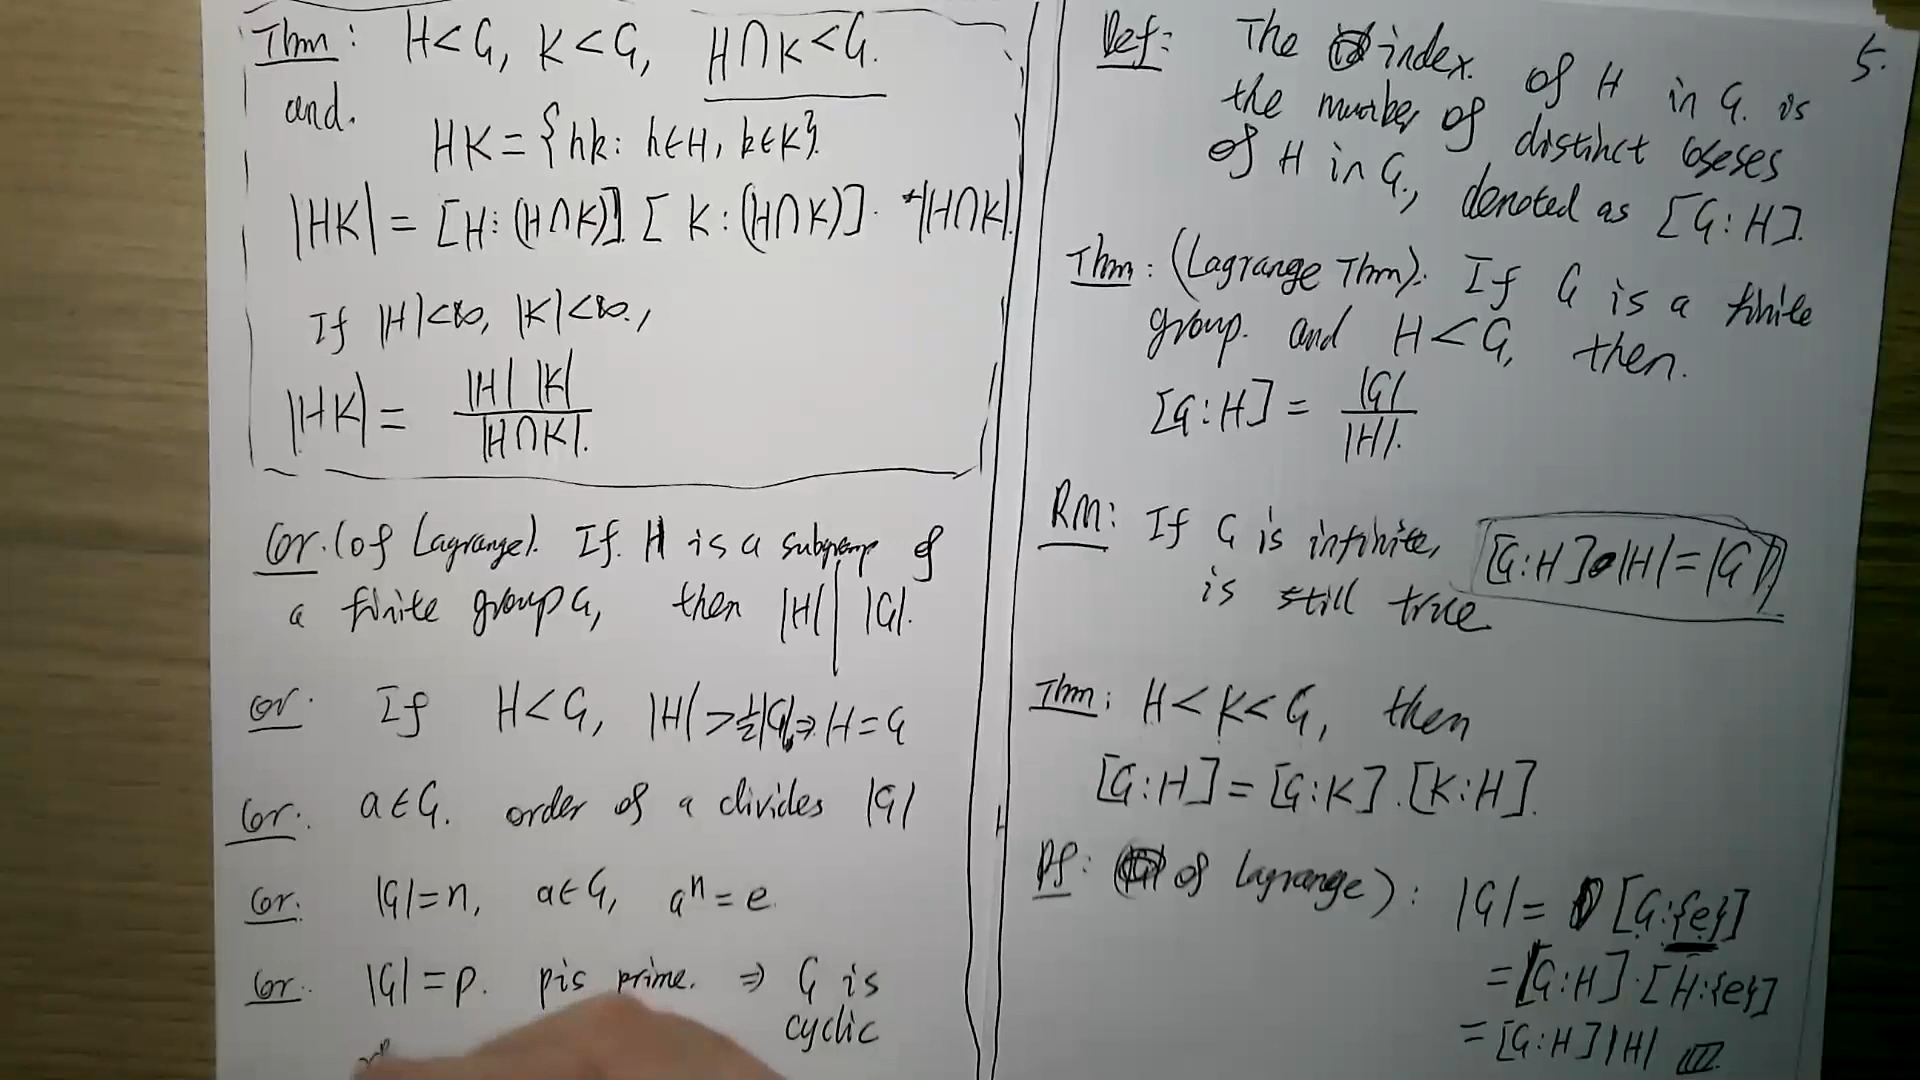 Thm: H<G, K<G, H∩K<G.
and.
HK = {hk: h∈H, k∈K}.
|HK| = [H:(H∩K)].[K:(H∩K)]. |H∩K|.
If |H|<∞, |K|<∞.,
|HK| = |H| |K| / |H∩K|.
Cor. (of Lagrange). If H is a subgroup of
a finite group G, then |H| | |G|.
Cor. If H<G, |H| > 1/2 |G| ⇒ H=G
Cor.. a∈G. order of a divides |G|
Cor. |G|=n, a∈G, aⁿ=e
Cor.. |G|=p. p is prime. ⇒ G is
cyclic
5.
Def: The index of H in G is
the number of distinct coseses
of H in G., denoted as [G:H].
Thm: (Lagrange Thm). If G is a finite
group. and H<G, then.
[G:H] = |G| / |H|.
RM: If G is infinite, [G:H]•|H|=|G|
is still true
Thm: H<K<G, then
[G:H]=[G:K].[K:H].
Pf: (of Lagrange): |G|= [G:{e}]
=[G:H].[H:{e}]
=[G:H]|H|